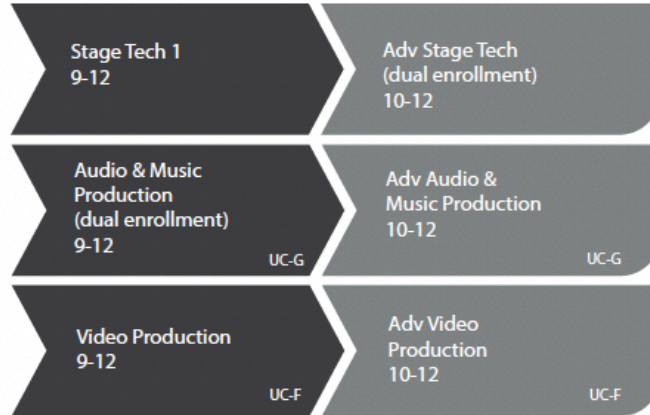 Stage Tech 1
9-12
Adv Stage Tech
(dual enrollment)
10-12
Audio & Music
Production
(dual enrollment)
9-12
UC-G
Adv Audio &
Music Production
10-12
UC-G
Video Production
9-12
UC-F
Adv Video
Production
10-12
UC-F